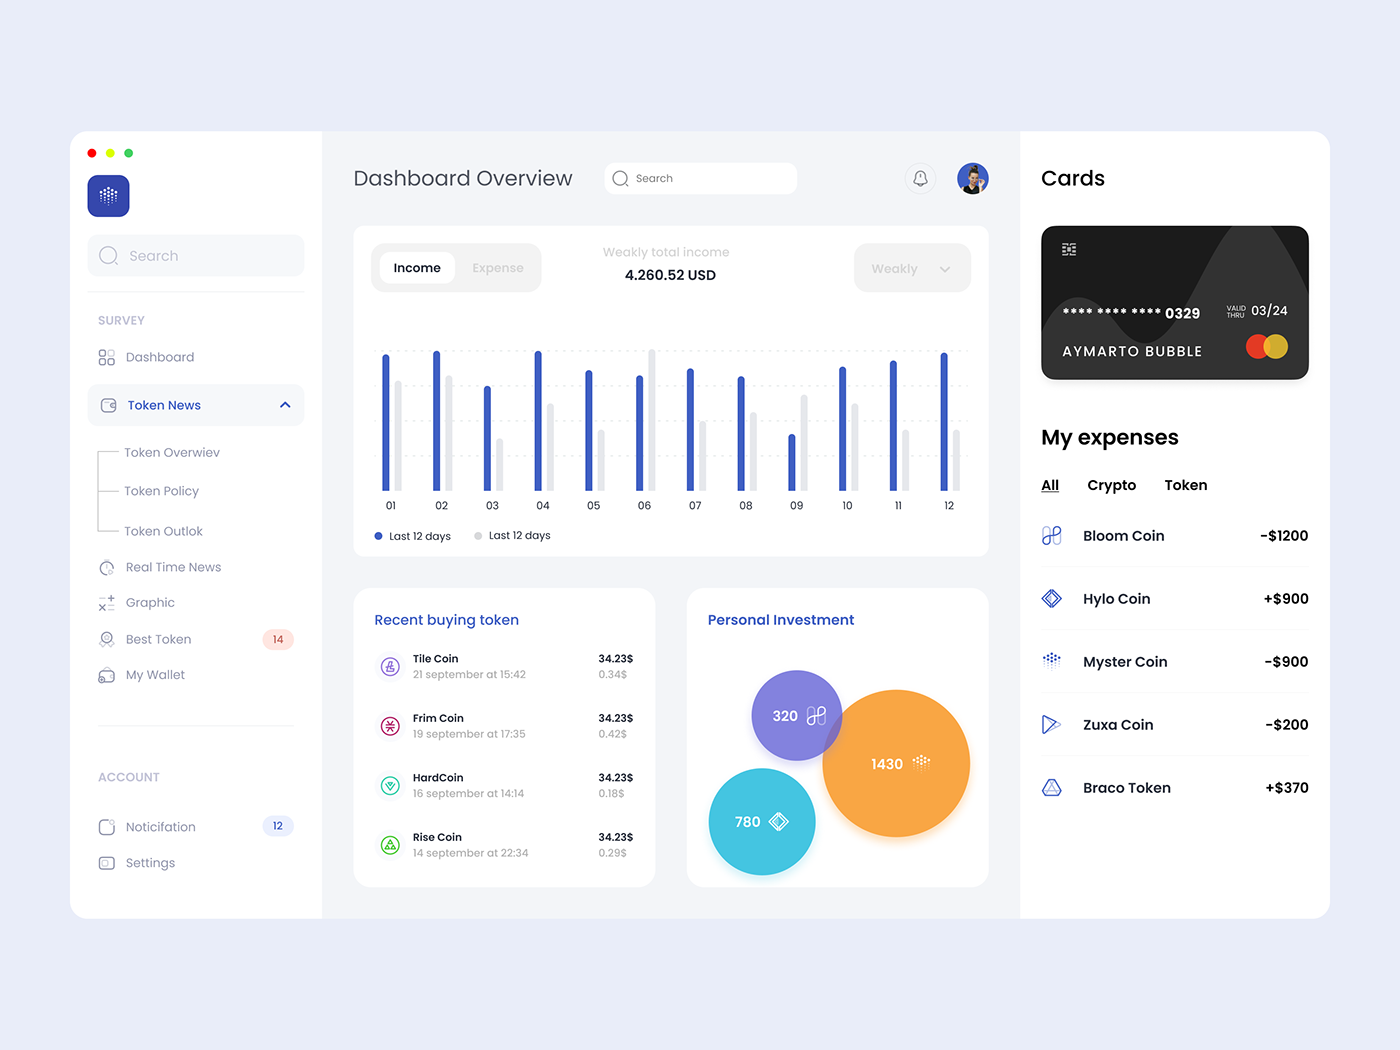 Search
SURVEY
Dashboard
Token News
Token Overwiev
Token Policy
Token Outlok
Real Time News
Graphic
Best Token 14
My Wallet
ACCOUNT
Noticifation 12
Settings
Dashboard Overview
Search
Income Expense
Weakly total income
4.260.52 USD
Weakly
01 02 03 04 05 06 07 08 09 10 11 12
Last 12 days Last 12 days
Recent buying token
Tile Coin 34.23$
21 september at 15:42 0.34$
Frim Coin 34.23$
19 september at 17:35 0.42$
HardCoin 34.23$
16 september at 14:14 0.18$
Rise Coin 34.23$
14 september at 22:34 0.29$
Personal Investment
320
1430
780
Cards
**** **** **** 0329 VALID THRU 03/24
AYMARTO BUBBLE
My expenses
All Crypto Token
Bloom Coin -$1200
Hylo Coin +$900
Myster Coin -$900
Zuxa Coin -$200
Braco Token +$370